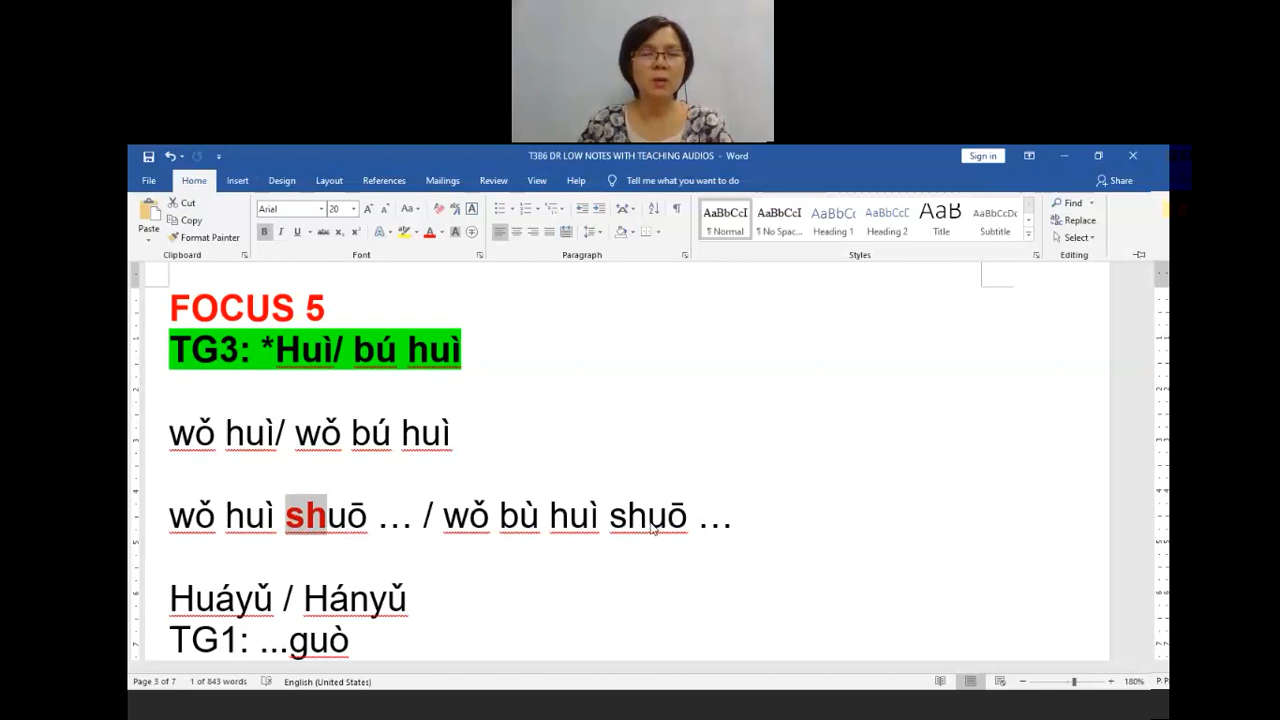 T3B6 DR LOW NOTES WITH TEACHING AUDIOS - Word
Sign in
File Home Insert Design Layout References Mailings Review View Help Tell me what you want to do Share
Paste
Cut
Copy
Format Painter
Arial 20
AaBbCcI AaBbCcI AaBbC( AaBbCcI AaB AaBbCcDc
¶ Normal ¶ No Spac... Heading 1 Heading 2 Title Subtitle
Find
Replace
Select
Clipboard Font Paragraph Styles Editing
FOCUS 5
TG3: *Huì/ bú huì
wǒ huì/ wǒ bú huì
wǒ huì shuō … / wǒ bù huì shuō …
Huáyǔ / Hányǔ
TG1: ...guò
Page 3 of 7 1 of 843 words English (United States) 180%